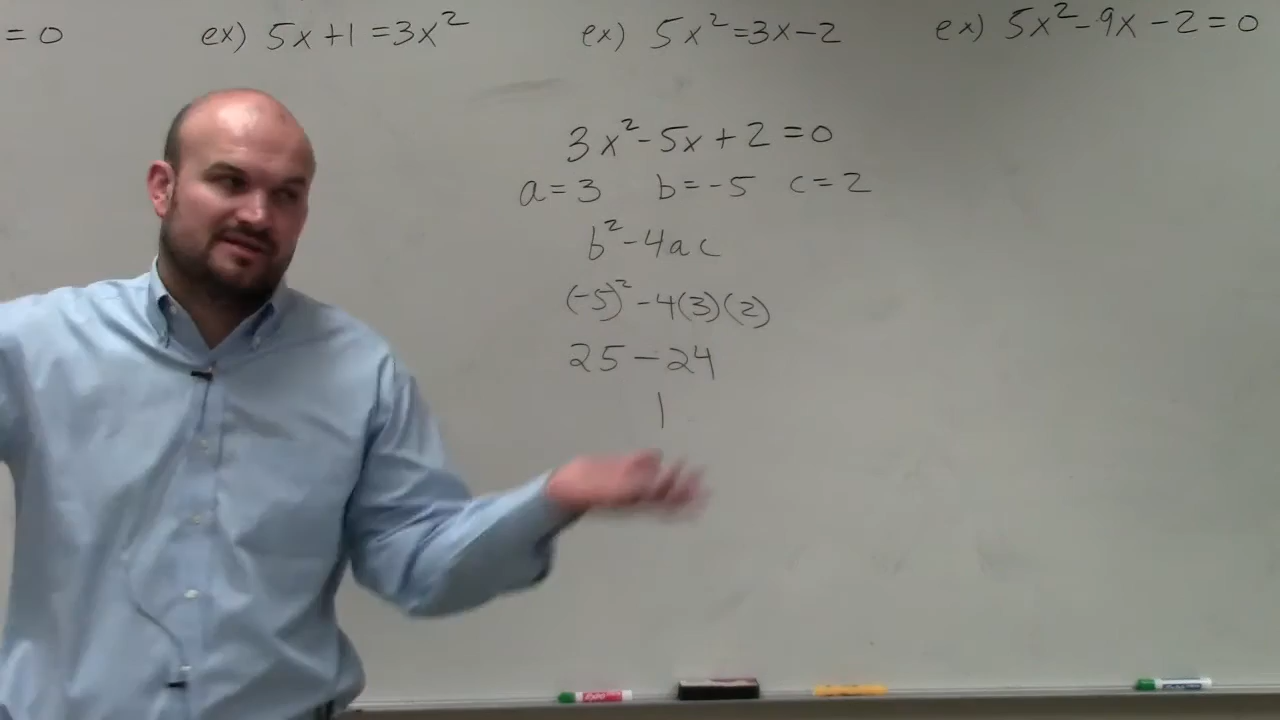 = 0 ex) 5x + 1 = 3x² ex) 5x² = 3x - 2 ex) 5x² - 9x - 2 = 0
3x² - 5x + 2 = 0
a = 3 b = -5 c = 2
b² - 4ac
(-5)² - 4(3)(2)
25 - 24
1